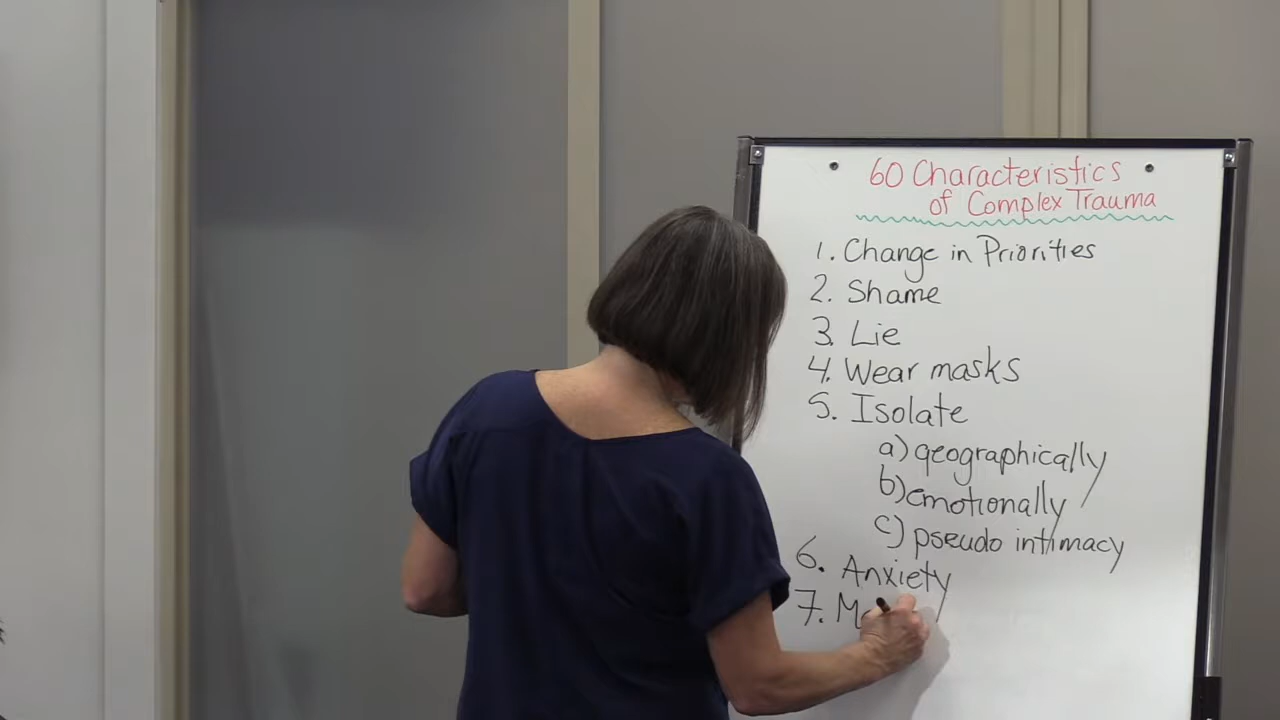 60 Characteristics
of Complex Trauma
1. Change in Priorities
2. Shame
3. Lie
4. Wear masks
5. Isolate
a) geographically
b) emotionally
c) pseudo intimacy
6. Anxiety
7.